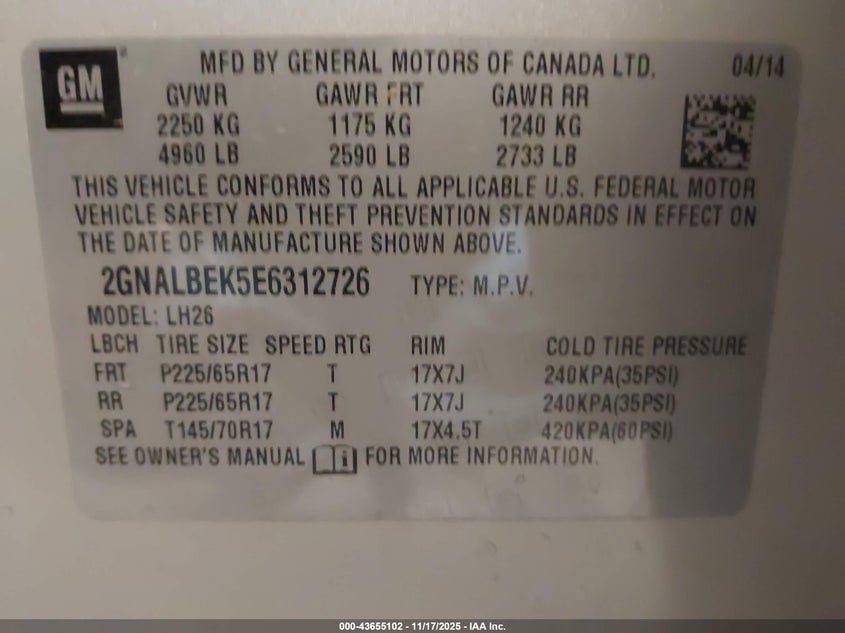 GM
MFD BY GENERAL MOTORS OF CANADA LTD. 04/14
GVWR GAWR FRT GAWR RR
2250 KG 1175 KG 1240 KG
4960 LB 2590 LB 2733 LB
THIS VEHICLE CONFORMS TO ALL APPLICABLE U.S. FEDERAL MOTOR
VEHICLE SAFETY AND THEFT PREVENTION STANDARDS IN EFFECT ON
THE DATE OF MANUFACTURE SHOWN ABOVE.
2GNALBEK5E6312726 TYPE: M.P.V.
MODEL: LH26
LBCH TIRE SIZE SPEED RTG RIM COLD TIRE PRESSURE
FRT P225/65R17 T 17X7J 240KPA(35PSI)
RR P225/65R17 T 17X7J 240KPA(35PSI)
SPA T145/70R17 M 17X4.5T 420KPA(60PSI)
SEE OWNER'S MANUAL FOR MORE INFORMATION.
000-43655102 - 11/17/2025 - IAA Inc.